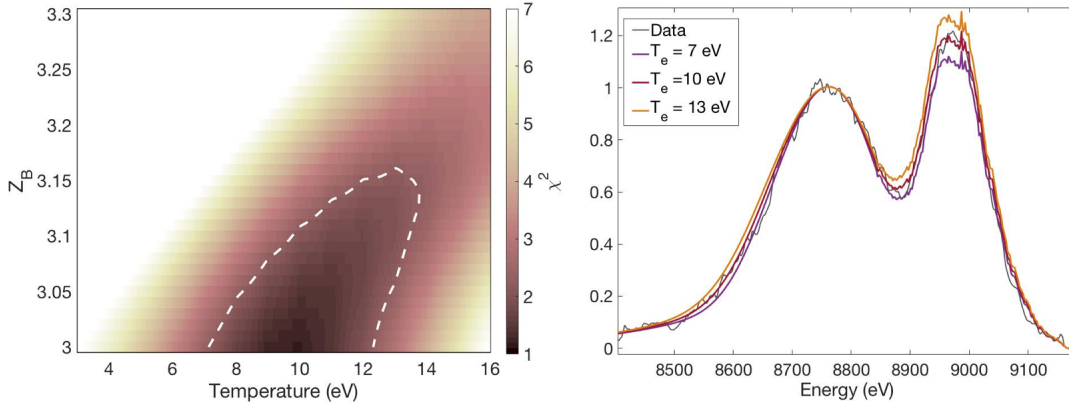 7
3.3
3.25
6
3.2
5
Z_B
3.15
4
χ²
3.1
3
3.05
2
3
1
4 6 8 10 12 14 16
Temperature (eV)
1.2
Data
T_e = 7 eV
T_e =10 eV
T_e = 13 eV
1
0.8
0.6
0.4
0.2
0
8500 8600 8700 8800 8900 9000 9100
Energy (eV)